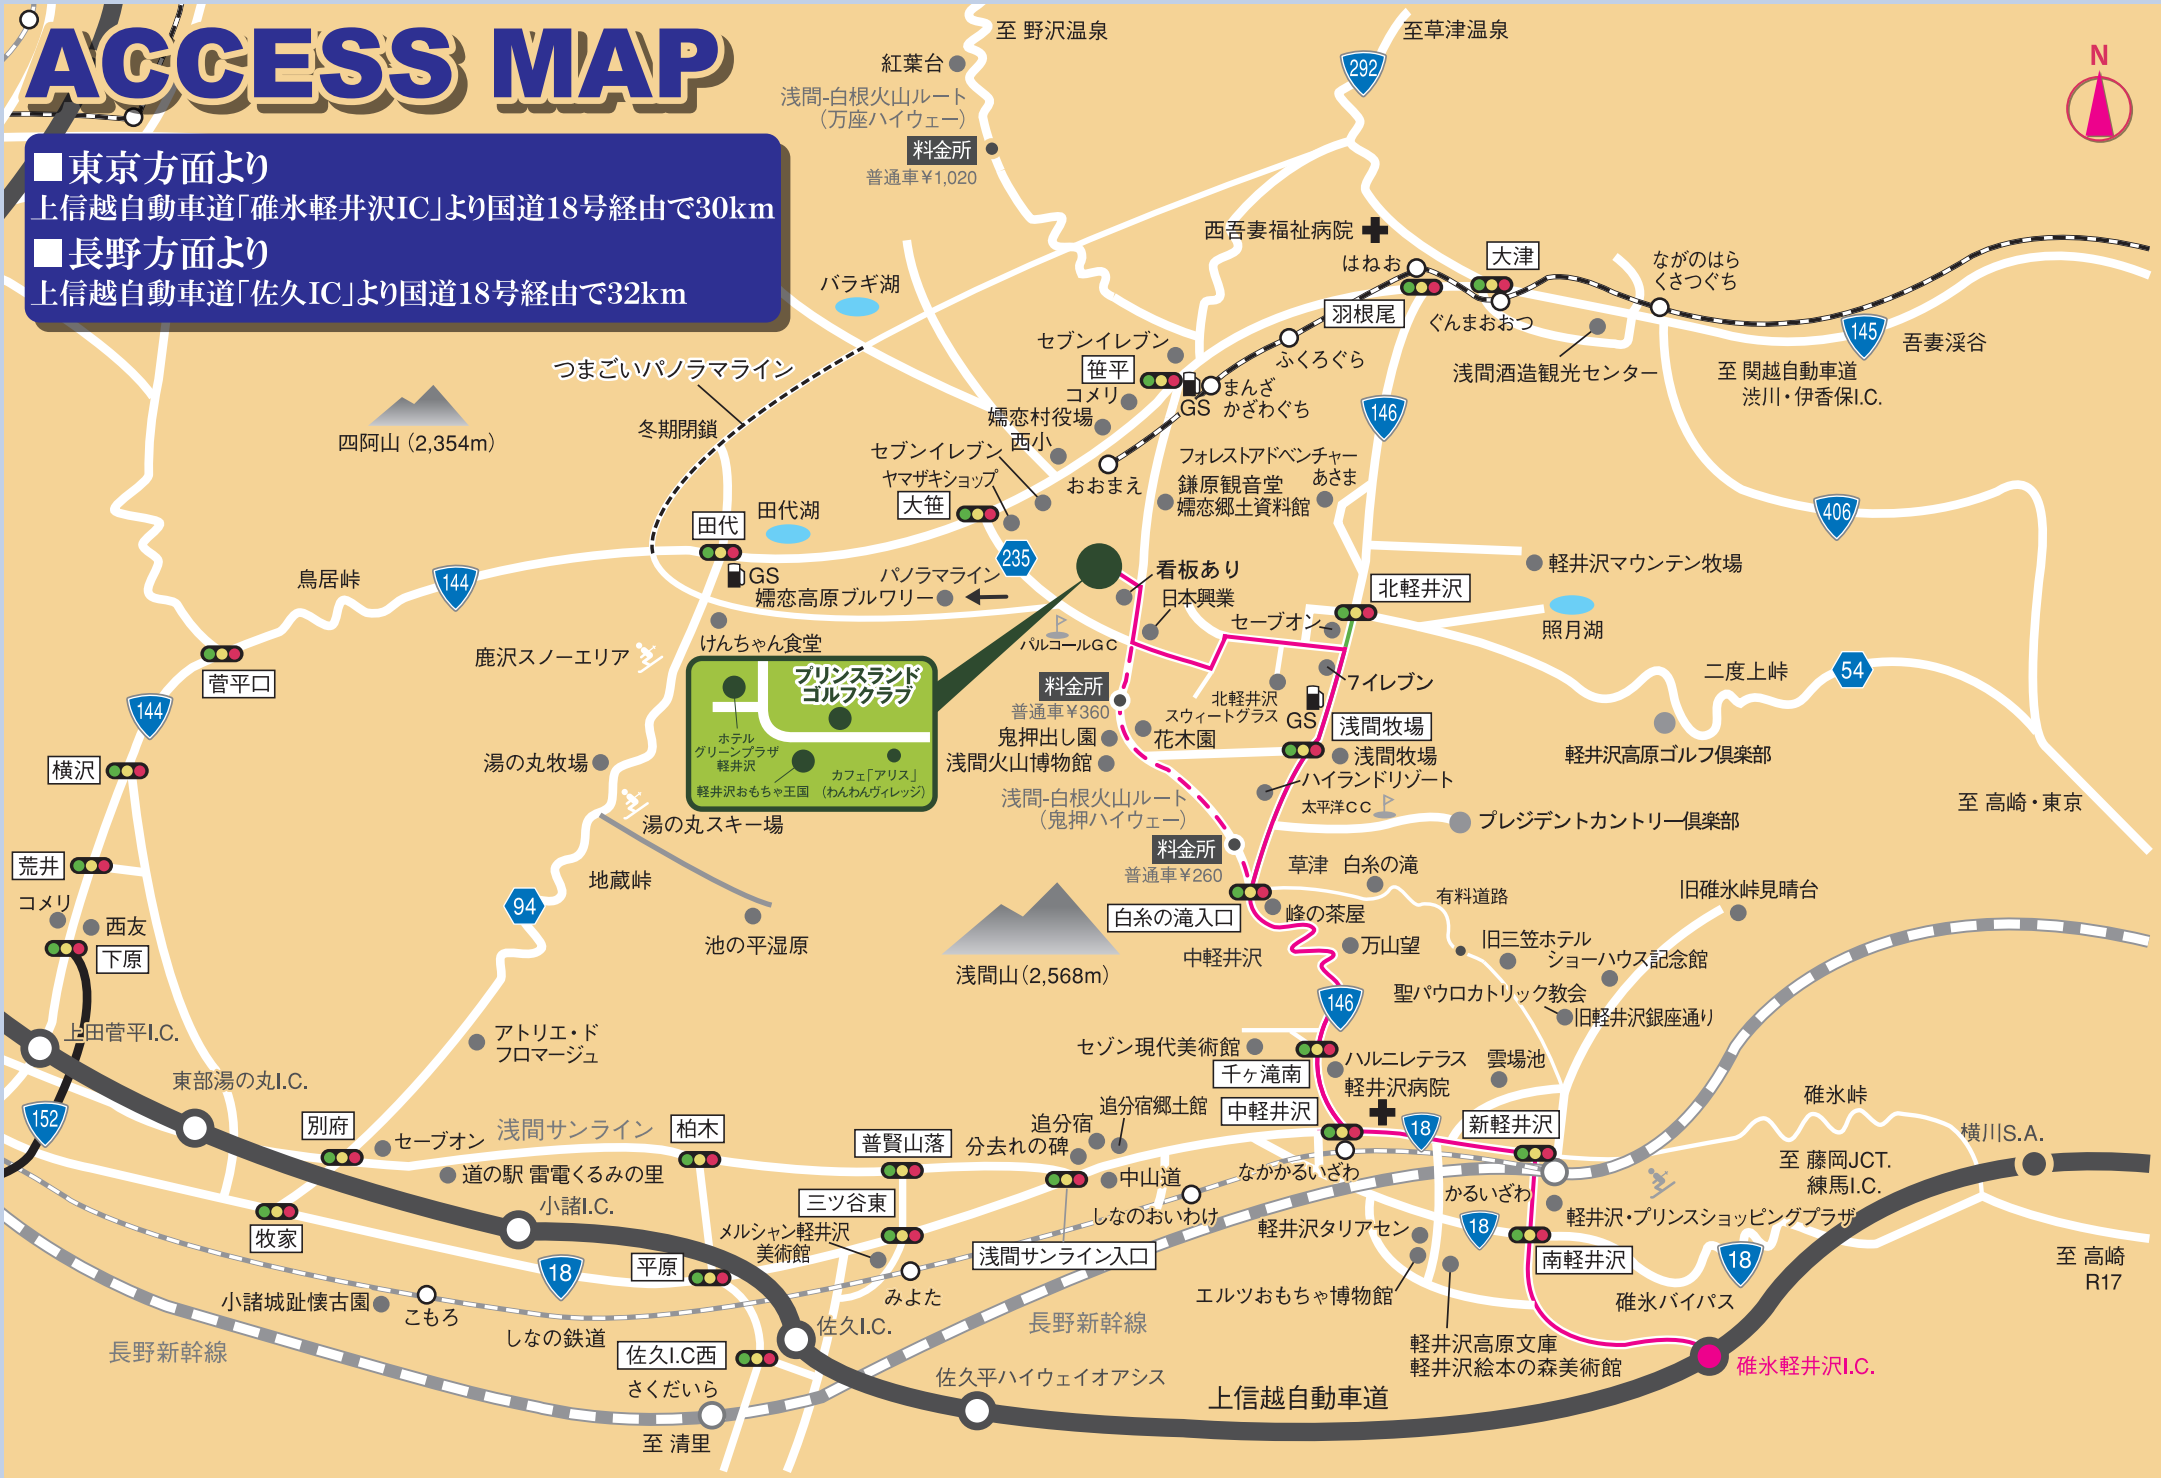 ACCESS MAP
■東京方面より
上信越自動車道「碓氷軽井沢IC」より国道18号経由で30km
■長野方面より
上信越自動車道「佐久IC」より国道18号経由で32km
至 野沢温泉
紅葉台
浅間-白根火山ルート
（万座ハイウェー）
料金所
普通車¥1,020
至草津温泉
292
N
西吾妻福祉病院
はねお
大津
ながのはら
くさつぐち
羽根尾
ぐんまおおつ
145
吾妻渓谷
浅間酒造観光センター
至 関越自動車道
渋川・伊香保I.C.
バラギ湖
セブンイレブン
笹平
コメリ
GS
まんざ
かざわぐち
ふくろぐら
嬬恋村役場
西小
つまごいパノラマライン
冬期閉鎖
四阿山（2,354m）
146
セブンイレブン
ヤマザキショップ
おおまえ
フォレストアドベンチャー
あさま
鎌原観音堂
嬬恋郷土資料館
大笹
田代
田代湖
GS
235
406
鳥居峠
144
パノラマライン
嬬恋高原ブルワリー
看板あり
日本興業
軽井沢マウンテン牧場
北軽井沢
セーブオン
照月湖
けんちゃん食堂
パルコールGC
鹿沢スノーエリア
菅平口
144
二度上峠
54
プリンスランド
ゴルフクラブ
ホテル
グリーンプラザ
軽井沢
カフェ「アリス」
（わんわんヴィレッジ）
軽井沢おもちゃ王国
料金所
普通車¥360
7イレブン
北軽井沢
スウィートグラス
GS
浅間牧場
鬼押出し園
花木園
浅間火山博物館
浅間牧場
軽井沢高原ゴルフ倶楽部
横沢
湯の丸牧場
ハイランドリゾート
浅間-白根火山ルート
（鬼押ハイウェー）
太平洋CC
至 高崎・東京
湯の丸スキー場
プレジデントカントリー倶楽部
料金所
普通車¥260
荒井
地蔵峠
草津
白糸の滝
有料道路
旧碓氷峠見晴台
コメリ
西友
94
白糸の滝入口
峰の茶屋
下原
池の平湿原
中軽井沢
万山望
旧三笠ホテル
ショーハウス記念館
浅間山（2,568m）
146
聖パウロカトリック教会
旧軽井沢銀座通り
上田菅平I.C.
アトリエ・ド
フロマージュ
セゾン現代美術館
ハルニレテラス
雲場池
千ヶ滝南
軽井沢病院
東部湯の丸I.C.
152
別府
セーブオン
浅間サンライン
柏木
普賢山落
追分宿
追分宿郷土館
分去れの碑
中軽井沢
18
新軽井沢
碓氷峠
横川S.A.
道の駅 雷電くるみの里
中山道
なかかるいざわ
至 藤岡JCT.
練馬I.C.
小諸I.C.
三ツ谷東
しなのおいわけ
かるいざわ
牧家
メルシャン軽井沢
美術館
浅間サンライン入口
軽井沢タリアセン
18
軽井沢・プリンスショッピングプラザ
18
平原
南軽井沢
18
至 高崎
R17
小諸城趾懐古園
こもろ
みよた
エルツおもちゃ博物館
碓氷バイパス
しなの鉄道
佐久I.C.
長野新幹線
長野新幹線
佐久I.C西
さくだいら
軽井沢高原文庫
軽井沢絵本の森美術館
碓氷軽井沢I.C.
佐久平ハイウェイオアシス
上信越自動車道
至 清里